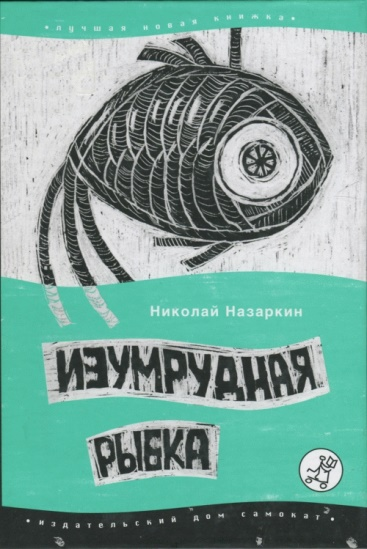 • лучшая новая книжка •
Николай Назаркин
ИЗУМРУДНАЯ
РЫБКА
• издательский дом самокат •